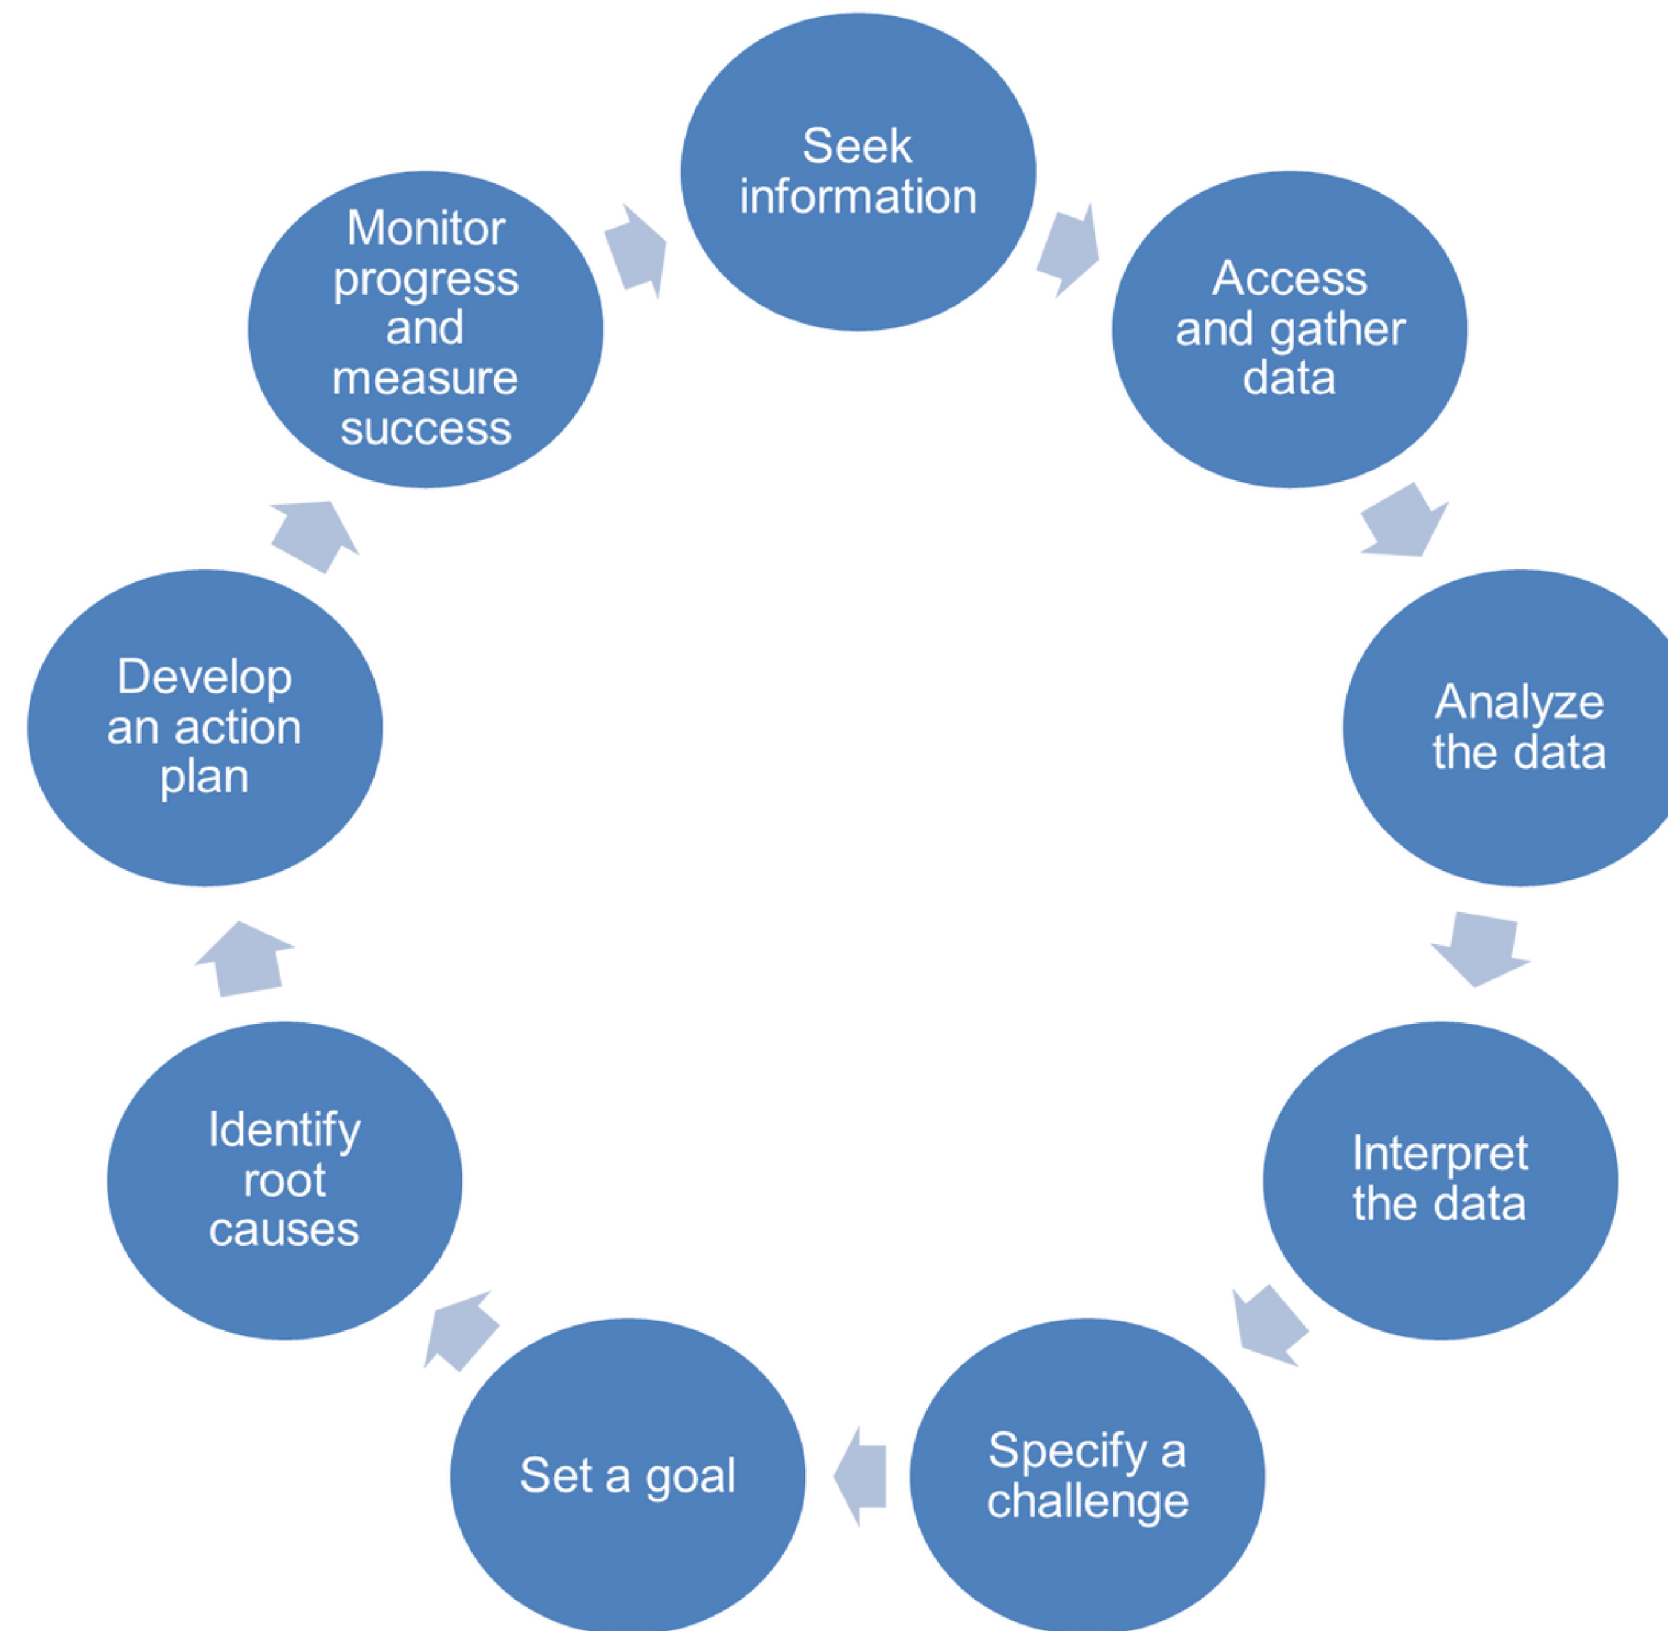 Seek
information
Access
and gather
data
Analyze
the data
Interpret
the data
Specify a
challenge
Set a goal
Identify
root
causes
Develop
an action
plan
Monitor
progress
and
measure
success